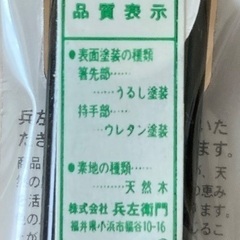 品質表示
●表面塗装の種類
箸先部
……うるし塗装
持手部
……ウレタン塗装
●素地の種類……
……天然木
株式会社 兵左衛門
福井県小浜市福谷10-16